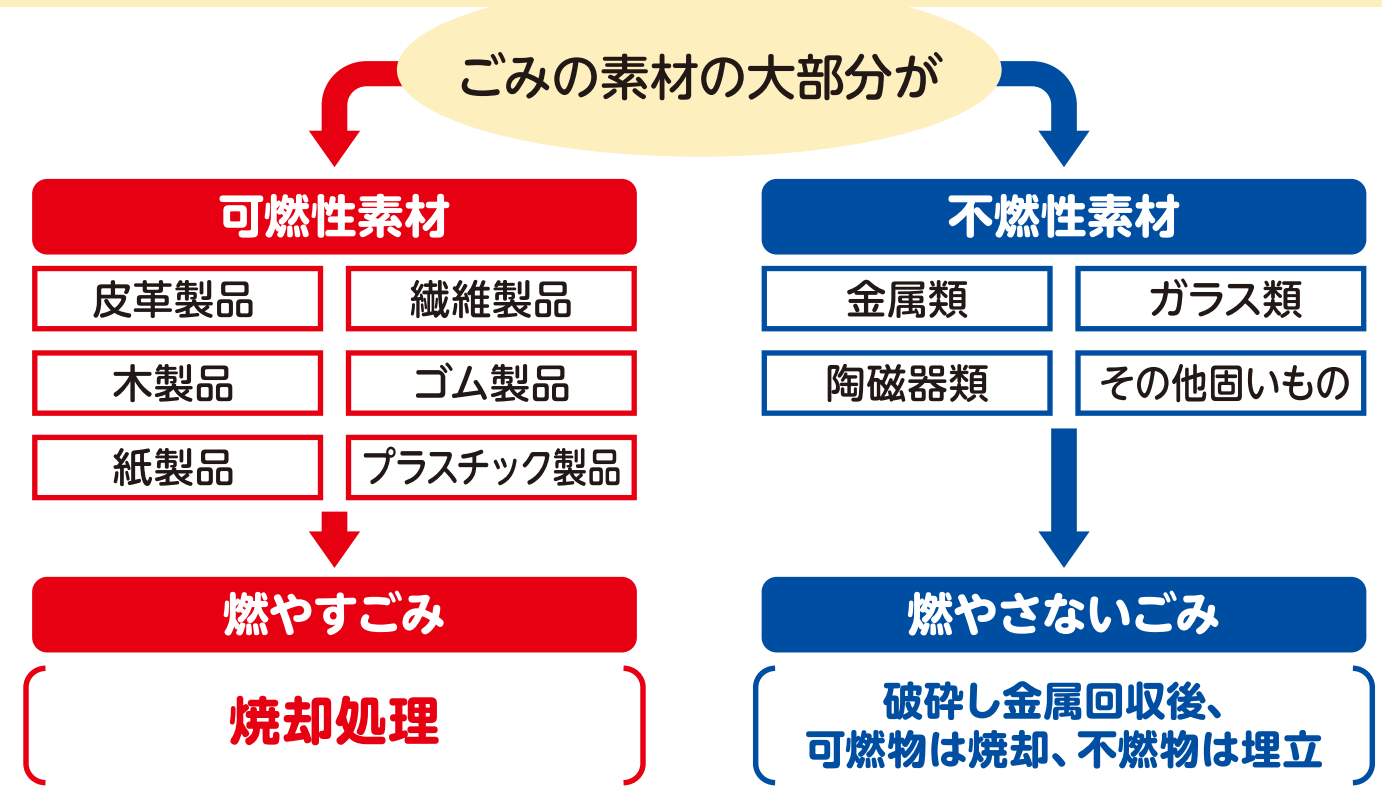 ごみの素材の大部分が
可燃性素材
皮革製品
繊維製品
木製品
ゴム製品
紙製品
プラスチック製品
燃やすごみ
焼却処理
不燃性素材
金属類
ガラス類
陶磁器類
その他固いもの
燃やさないごみ
破砕し金属回収後、
可燃物は焼却、不燃物は埋立